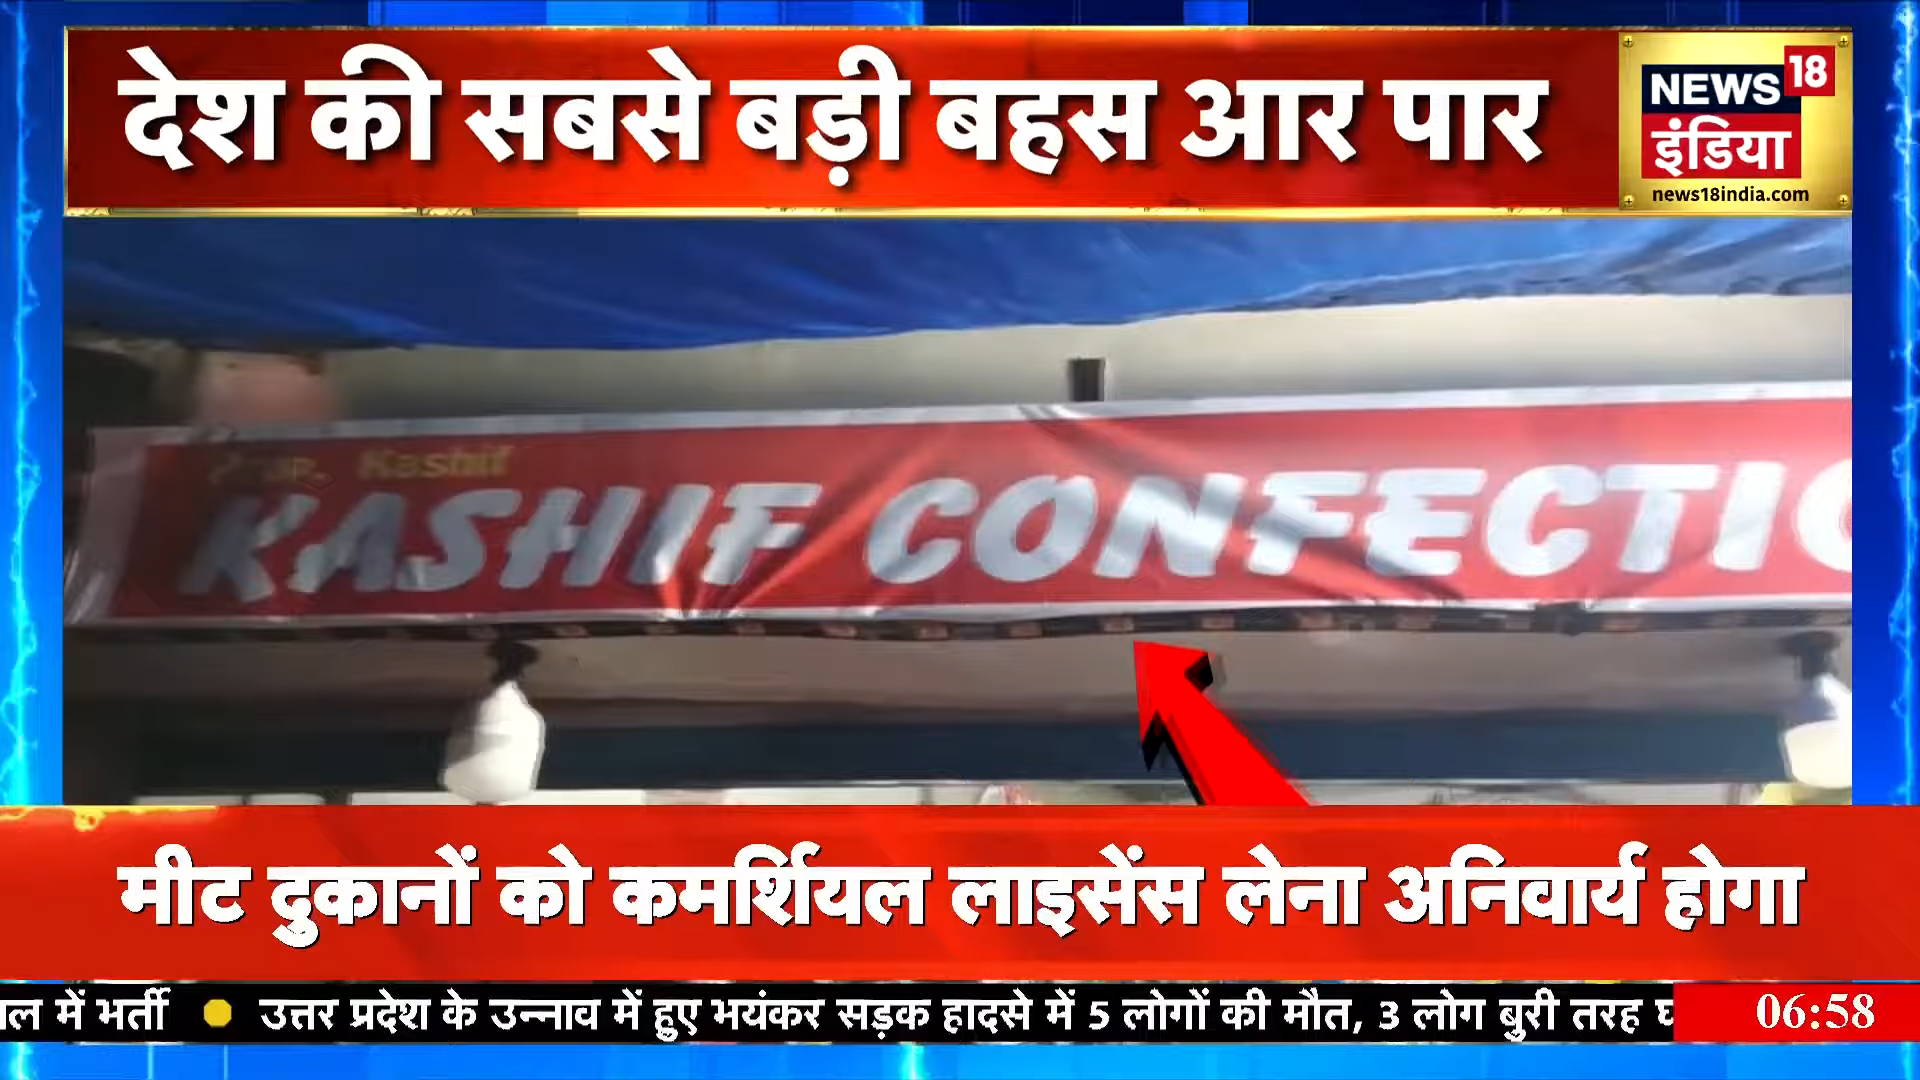 देश की सबसे बड़ी बहस आर पार
NEWS 18
इंडिया
news18india.com
Kashif
KASHIF CONFECTIO
मीट दुकानों को कमर्शियल लाइसेंस लेना अनिवार्य होगा
में भर्ती ● उत्तर प्रदेश के उन्नाव में हुए भयंकर सड़क हादसे में 5 लोगों की मौत, 3 लोग बुरी तरह
06:58